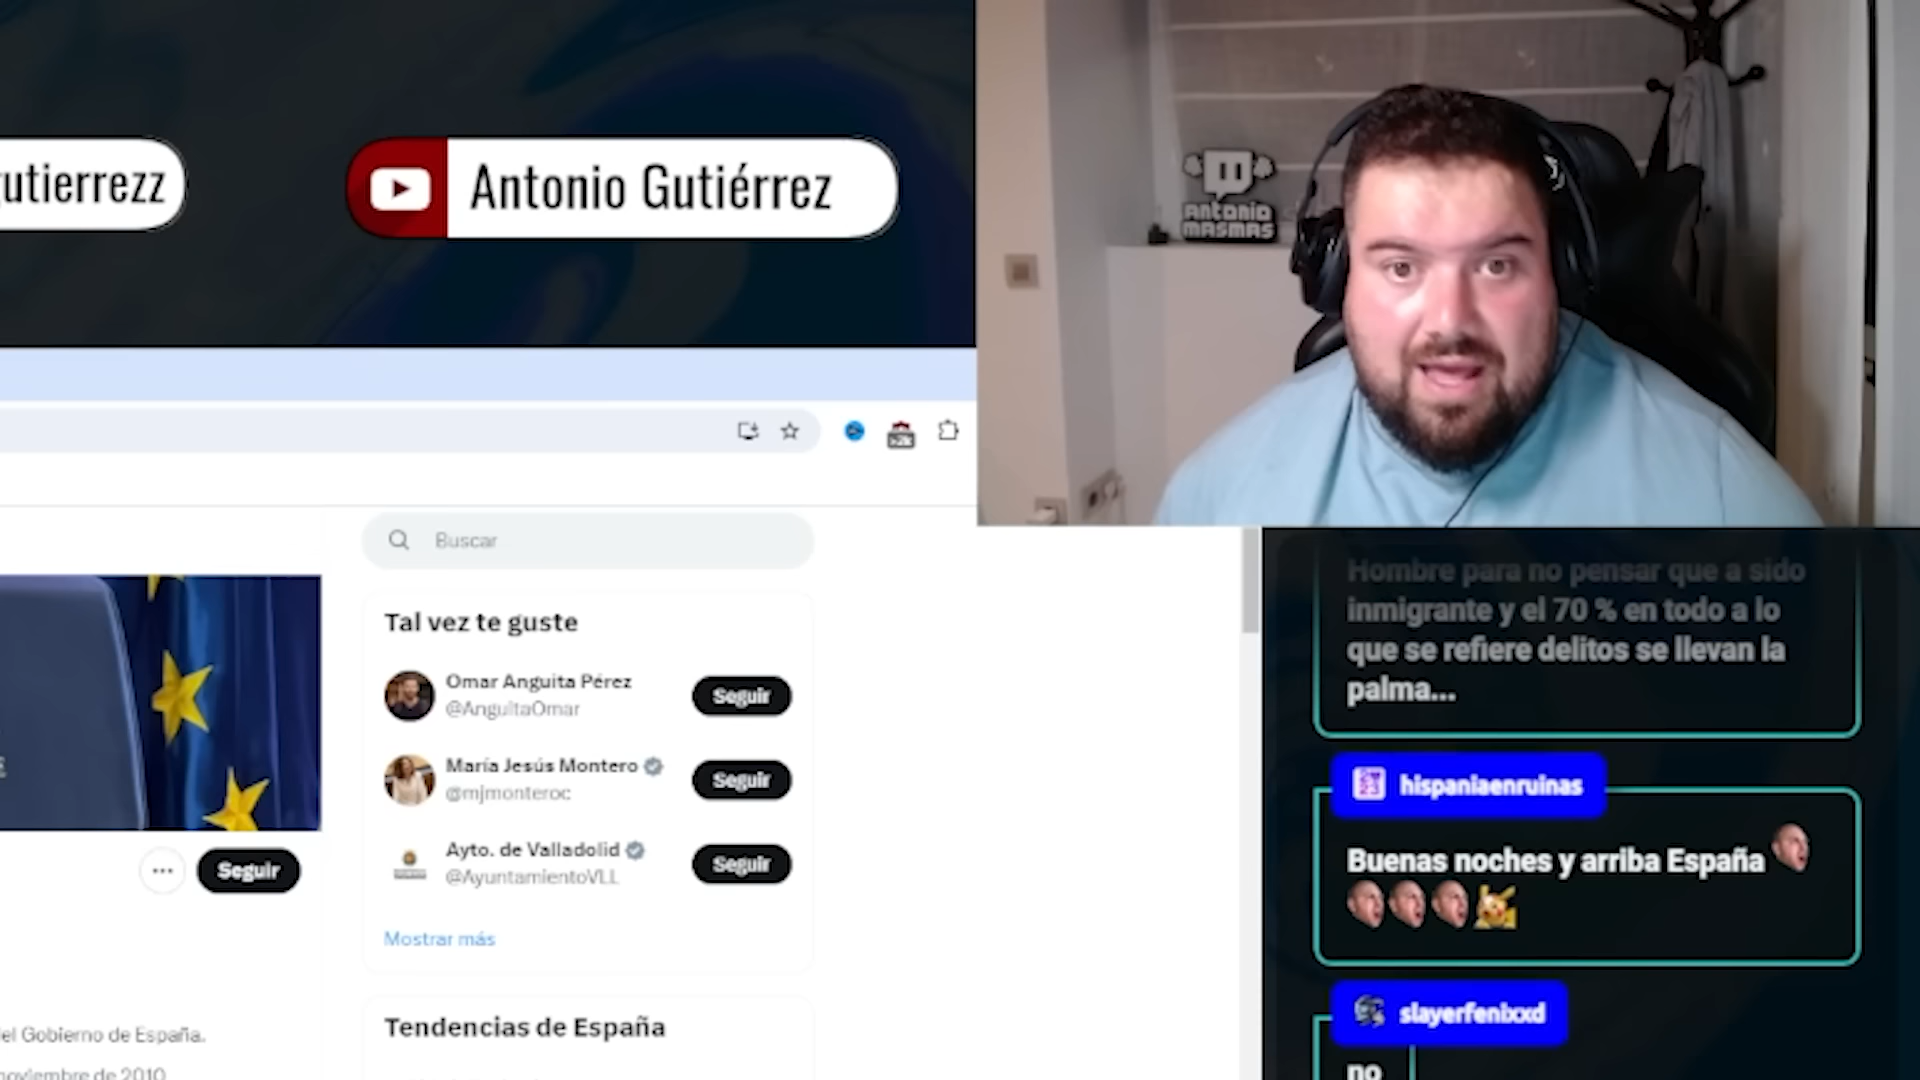 gutierrezz
Antonio Gutiérrez
Antonio
masmas
Buscar
Tal vez te guste
Omar Anguita Pérez
@AnguitaOmar
Seguir
María Jesús Montero
@mjmonteroc
Seguir
Ayto. de Valladolid
@AyuntamientoVLL
Seguir
Mostrar más
Tendencias de España
Seguir
el Gobierno de España.
noviembre de 2010
Hombre para no pensar que a sido
inmigrante y el 70 % en todo a lo
que se refiere delitos se llevan la
palma...
hispaniaenruinas
Buenas noches y arriba España
slayerfenixxd
no